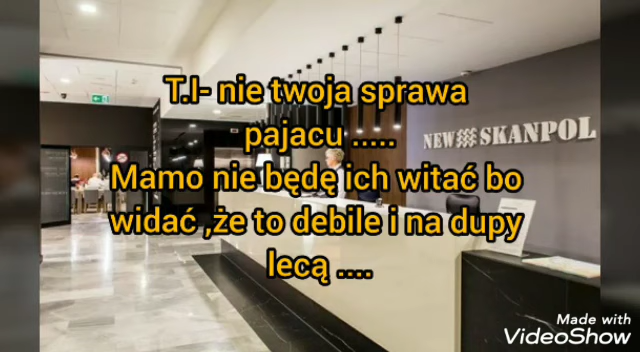 T.I- nie twoja sprawa
pajacu .....
NEW SKANPOL
Mamo nie będę ich witać bo
widać ,że to debile i na dupy
lecą ....
Made with
VideoShow